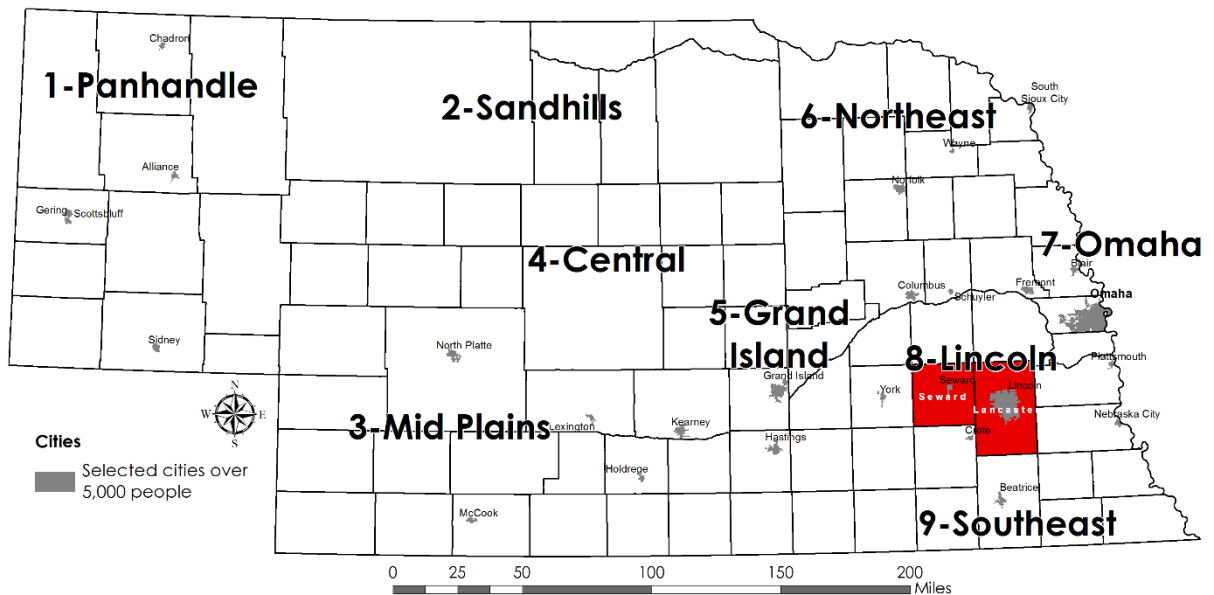 Chadron
1-Panhandle
2-Sandhills
South
Sioux City
6-Northeast
Wayne
Alliance
Norfolk
Gering
Scottsbluff
7-Omaha
Blair
4-Central
Columbus
Schuyler
Fremont
Omaha
5-Grand
Island
Sidney
North Platte
8-Lincoln
Plattsmouth
Grand Island
York
Seward
Seward
Lincoln
Lancaste
Nebraska City
N
W
E
S
3-Mid Plains
Lexington
Kearney
Hastings
Crete
Cities
Selected cities over
5,000 people
Holdrege
Beatrice
McCook
9-Southeast
0 25 50 100 150 200
Miles